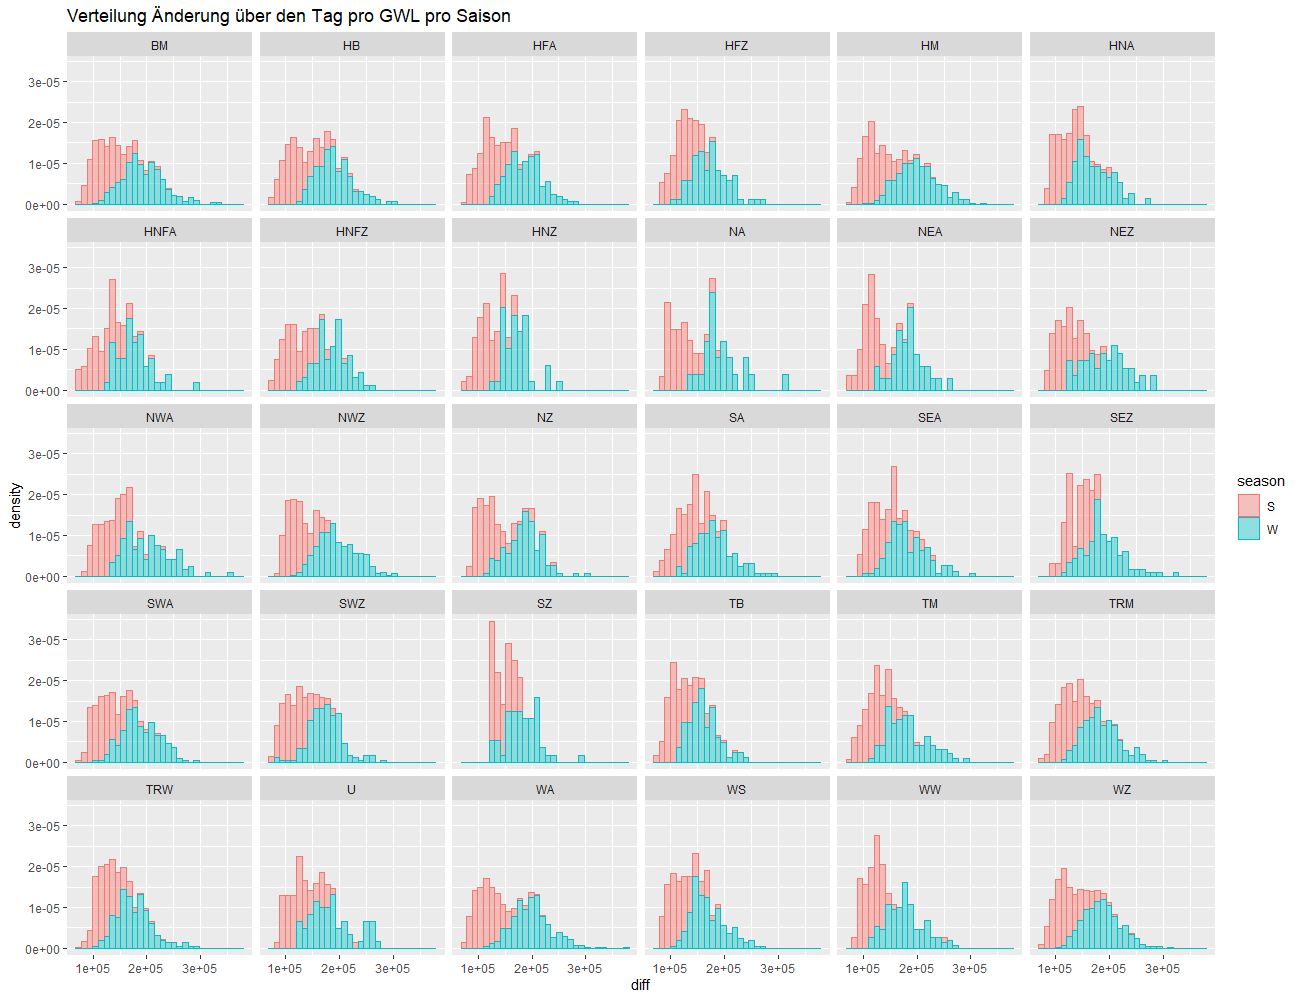 Verteilung Änderung über den Tag pro GWL pro Saison
BM HB HFA HFZ HM HNA
3e-05
2e-05
1e-05
0e+00
HNFA HNFZ HNZ NA NEA NEZ
3e-05
2e-05
1e-05
0e+00
NWA NWZ NZ SA SEA SEZ
3e-05
2e-05
1e-05
0e+00
SWA SWZ SZ TB TM TRM
3e-05
2e-05
1e-05
0e+00
TRW U WA WS WW WZ
3e-05
2e-05
1e-05
0e+00
1e+05 2e+05 3e+05 1e+05 2e+05 3e+05 1e+05 2e+05 3e+05 1e+05 2e+05 3e+05 1e+05 2e+05 3e+05 1e+05 2e+05 3e+05
diff
density
season
S
W